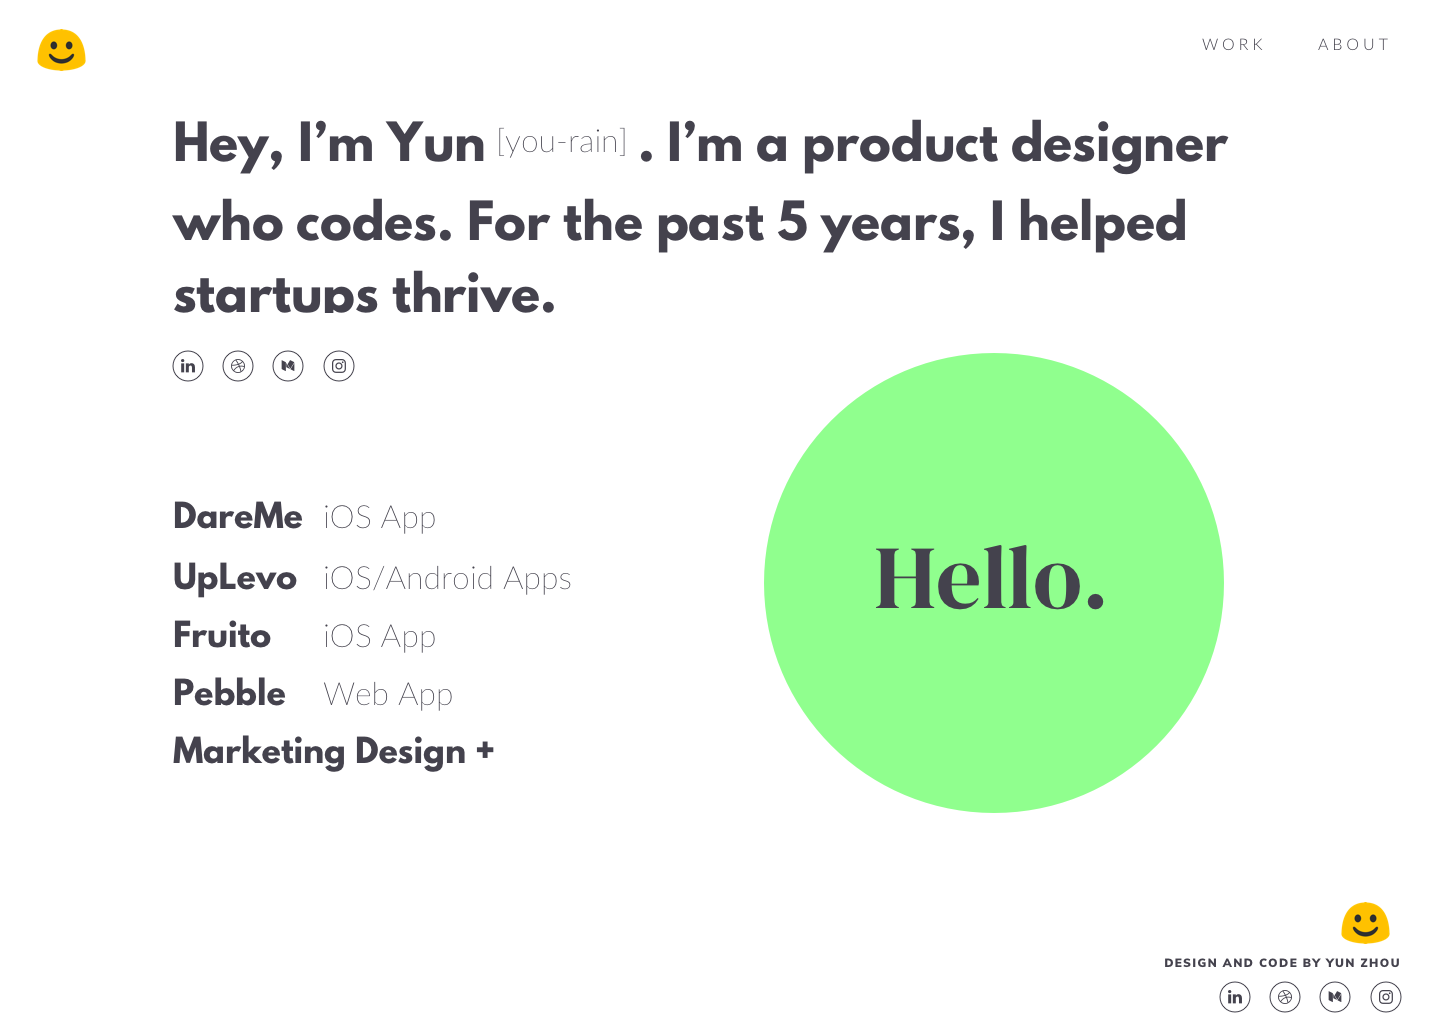 WORK ABOUT
Hey, I’m Yun [you-rain] . I’m a product designer
who codes. For the past 5 years, I helped
startups thrive.
in
DareMe iOS App
UpLevo iOS/Android Apps
Fruito iOS App
Pebble Web App
Marketing Design +
Hello.
DESIGN AND CODE BY YUN ZHOU
in